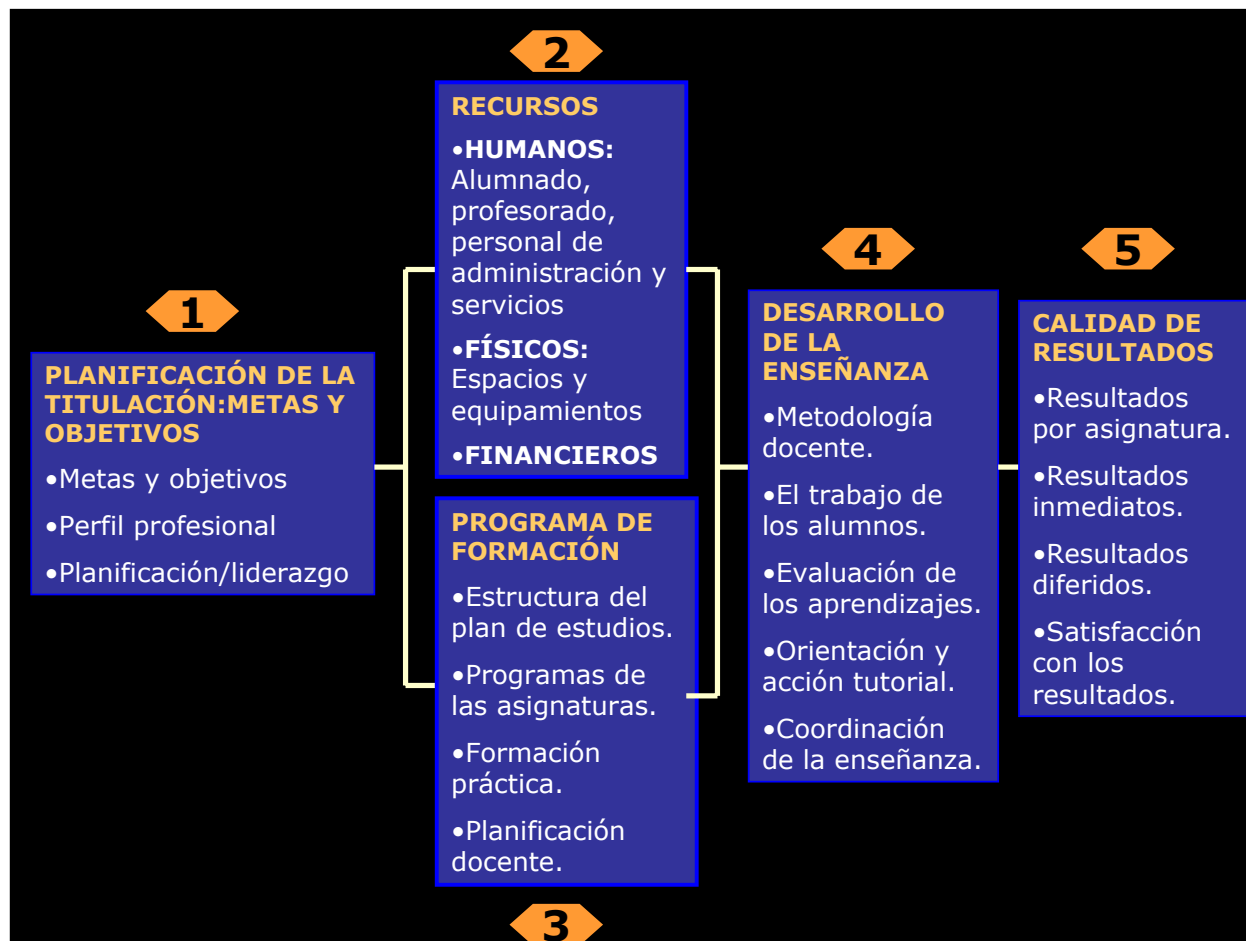 1
PLANIFICACIÓN DE LA
TITULACIÓN:METAS Y
OBJETIVOS
•Metas y objetivos
•Perfil profesional
•Planificación/liderazgo
2
RECURSOS
•HUMANOS:
Alumnado,
profesorado,
personal de
administración y
servicios
•FÍSICOS:
Espacios y
equipamientos
•FINANCIEROS
PROGRAMA DE
FORMACIÓN
•Estructura del
plan de estudios.
•Programas de
las asignaturas.
•Formación
práctica.
•Planificación
docente.
3
4
DESARROLLO
DE LA
ENSEÑANZA
•Metodología
docente.
•El trabajo de
los alumnos.
•Evaluación de
los aprendizajes.
•Orientación y
acción tutorial.
•Coordinación
de la enseñanza.
5
CALIDAD DE
RESULTADOS
•Resultados
por asignatura.
•Resultados
inmediatos.
•Resultados
diferidos.
•Satisfacción
con los
resultados.